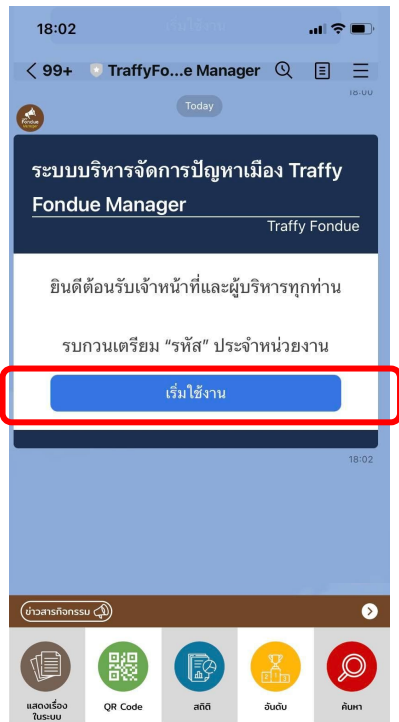 18:02
99+ TraffyFo...e Manager
18:00
Today
Fondue
Manager
ระบบบริหารจัดการปัญหาเมือง Traffy
Fondue Manager
Traffy Fondue
ยินดีต้อนรับเจ้าหน้าที่และผู้บริหารทุกท่าน
รบกวนเตรียม “รหัส” ประจำหน่วยงาน
เริ่มใช้งาน
18:02
ข่าวสารกิจกรรม
แสดงเรื่อง
ในระบบ
QR Code
สถิติ
อันดับ
ค้นหา